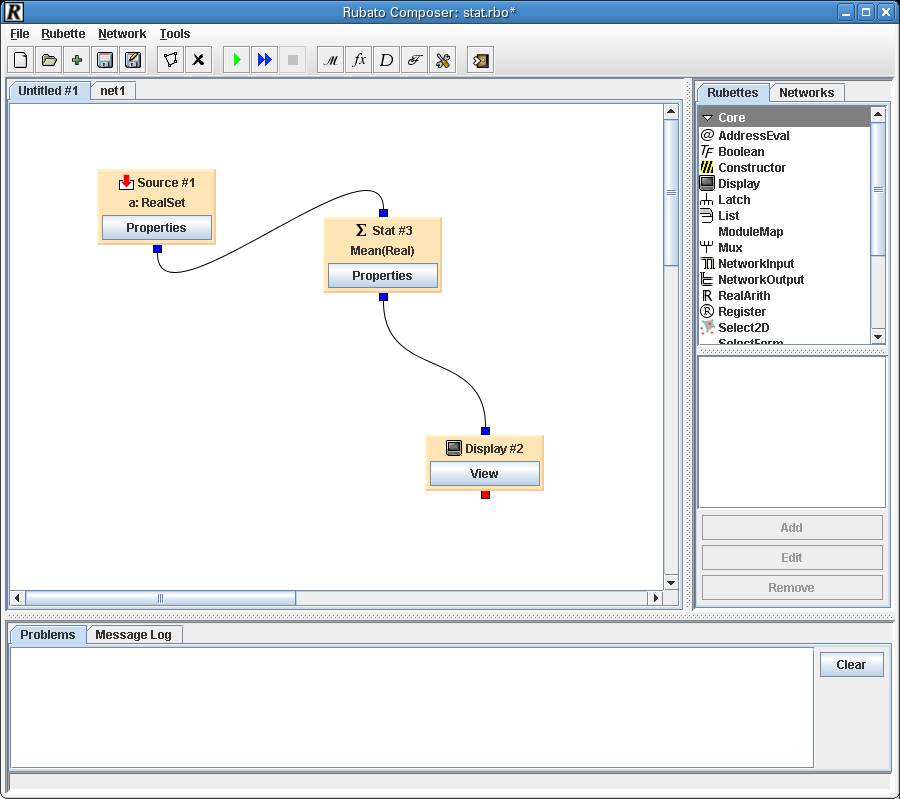 R Rubato Composer: stat.rbo*
File Rubette Network Tools
M fx D F
Untitled #1 net1
Source #1
a: RealSet
Properties
Σ Stat #3
Mean(Real)
Properties
Display #2
View
Rubettes Networks
Core
@ AddressEval
TF Boolean
Constructor
Display
Latch
List
ModuleMap
Mux
NetworkInput
NetworkOutput
R RealArith
R Register
Select2D
SelectForm
Add
Edit
Remove
Problems Message Log
Clear